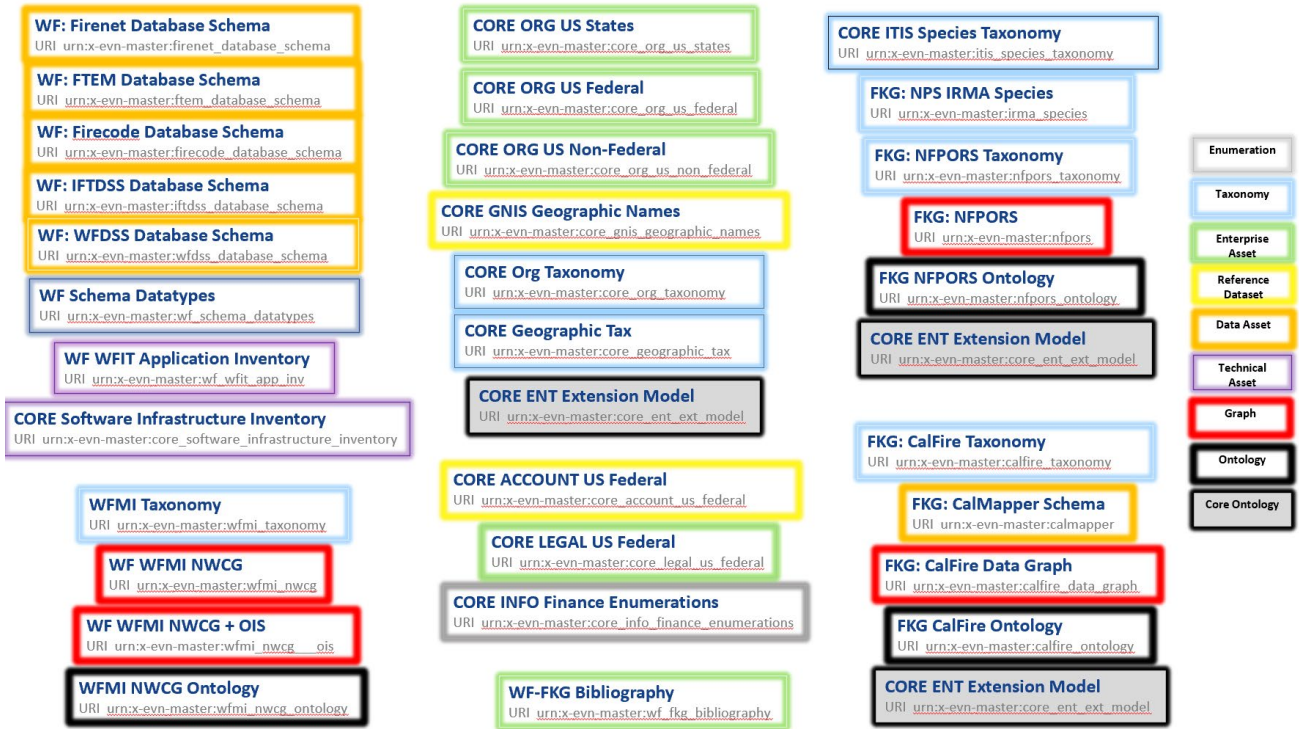 WF: Firenet Database Schema
URI urn:x-evn-master:firenet_database_schema
WF: FTEM Database Schema
URI urn:x-evn-master:ftem_database_schema
WF: Firecode Database Schema
URI urn:x-evn-master:firecode_database_schema
WF: IFTDSS Database Schema
URI urn:x-evn-master:iftdss_database_schema
WF: WFDSS Database Schema
URI urn:x-evn-master:wfdss_database_schema
WF Schema Datatypes
URI urn:x-evn-master:wf_schema_datatypes
WF WFIT Application Inventory
URI urn:x-evn-master:wf_wfit_app_inv
CORE Software Infrastructure Inventory
URI urn:x-evn-master:core_software_infrastructure_inventory
WFMI Taxonomy
URI urn:x-evn-master:wfmi_taxonomy
WF WFMI NWCG
URI urn:x-evn-master:wfmi_nwcg
WF WFMI NWCG + OIS
URI urn:x-evn-master:wfmi_nwcg___ois
WFMI NWCG Ontology
URI urn:x-evn-master:wfmi_nwcg_ontology
CORE ORG US States
URI urn:x-evn-master:core_org_us_states
CORE ORG US Federal
URI urn:x-evn-master:core_org_us_federal
CORE ORG US Non-Federal
URI urn:x-evn-master:core_org_us_non_federal
CORE GNIS Geographic Names
URI urn:x-evn-master:core_gnis_geographic_names
CORE Org Taxonomy
URI urn:x-evn-master:core_org_taxonomy
CORE Geographic Tax
URI urn:x-evn-master:core_geographic_tax
CORE ENT Extension Model
URI urn:x-evn-master:core_ent_ext_model
CORE ACCOUNT US Federal
URI urn:x-evn-master:core_account_us_federal
CORE LEGAL US Federal
URI urn:x-evn-master:core_legal_us_federal
CORE INFO Finance Enumerations
URI urn:x-evn-master:core_info_finance_enumerations
WF-FKG Bibliography
URI urn:x-evn-master:wf_fkg_bibliography
CORE ITIS Species Taxonomy
URI urn:x-evn-master:itis_species_taxonomy
FKG: NPS IRMA Species
URI urn:x-evn-master:irma_species
FKG: NFPORS Taxonomy
URI urn:x-evn-master:nfpors_taxonomy
FKG: NFPORS
URI urn:x-evn-master:nfpors
FKG NFPORS Ontology
URI urn:x-evn-master:nfpors_ontology
CORE ENT Extension Model
URI urn:x-evn-master:core_ent_ext_model
FKG: CalFire Taxonomy
URI urn:x-evn-master:calfire_taxonomy
FKG: CalMapper Schema
URI urn:x-evn-master:calmapper
FKG: CalFire Data Graph
URI urn:x-evn-master:calfire_data_graph
FKG CalFire Ontology
URI urn:x-evn-master:calfire_ontology
CORE ENT Extension Model
URI urn:x-evn-master:core_ent_ext_model
Enumeration
Taxonomy
Enterprise
Asset
Reference
Dataset
Data Asset
Technical
Asset
Graph
Ontology
Core Ontology